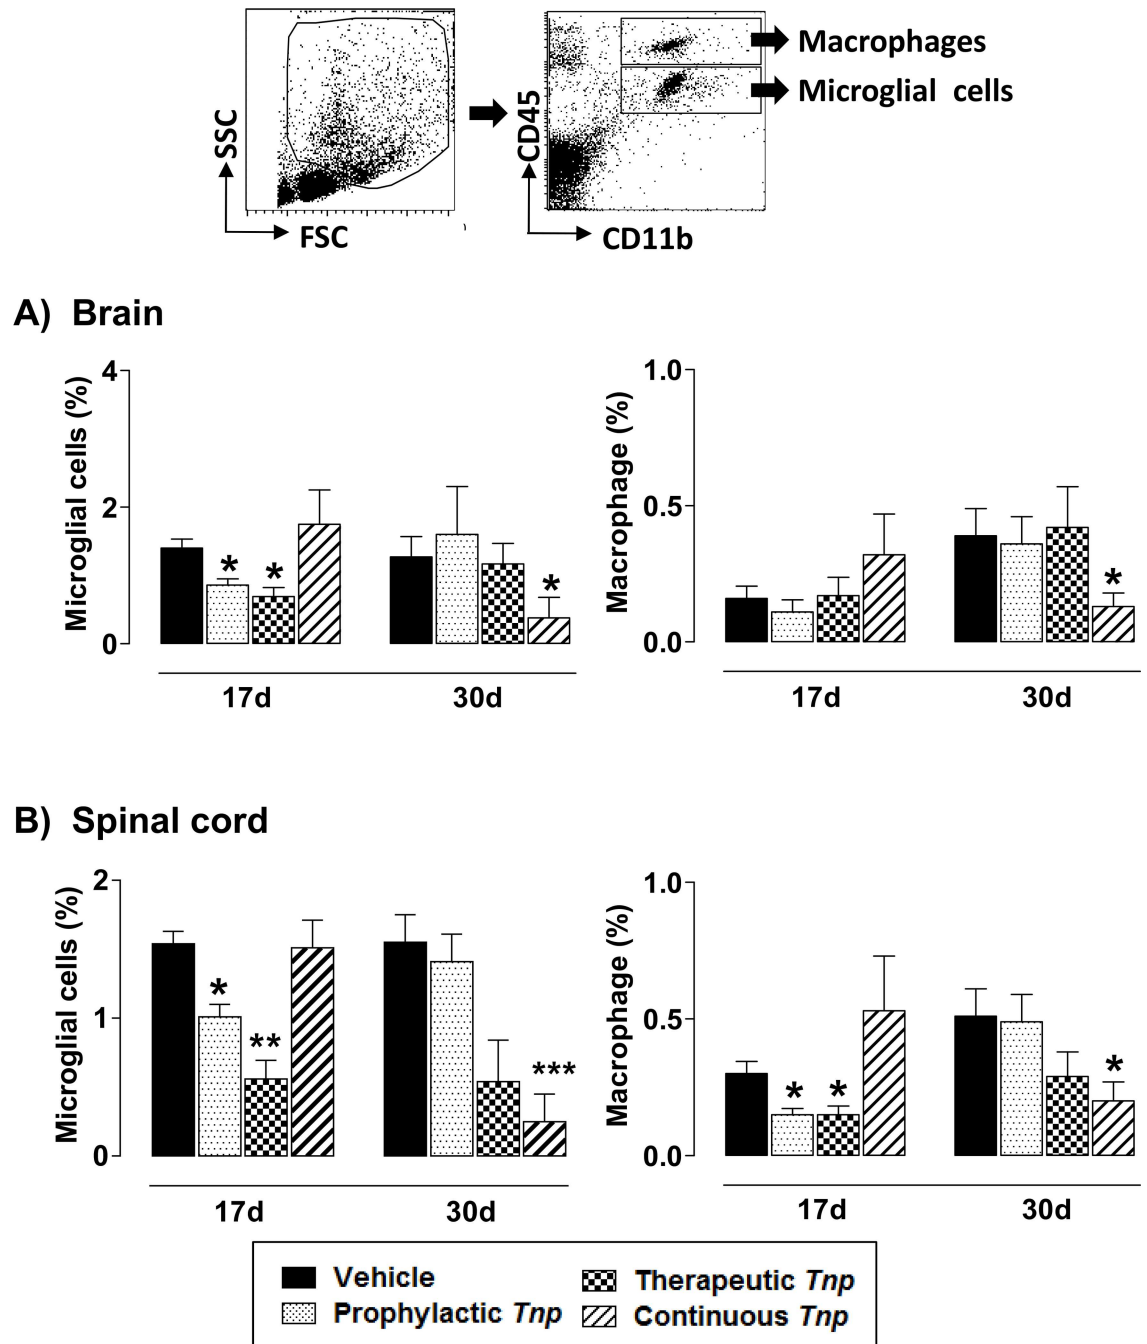 SSC
FSC
CD45
CD11b
Macrophages
Microglial cells
A) Brain
Microglial cells (%)
4
2
0
* * *
17d 30d
Macrophage (%)
1.0
0.5
0.0
*
17d 30d
B) Spinal cord
Microglial cells (%)
2
1
0
* ** ***
17d 30d
Macrophage (%)
1.0
0.5
0.0
* * *
17d 30d
Vehicle
Prophylactic Tnp
Therapeutic Tnp
Continuous Tnp